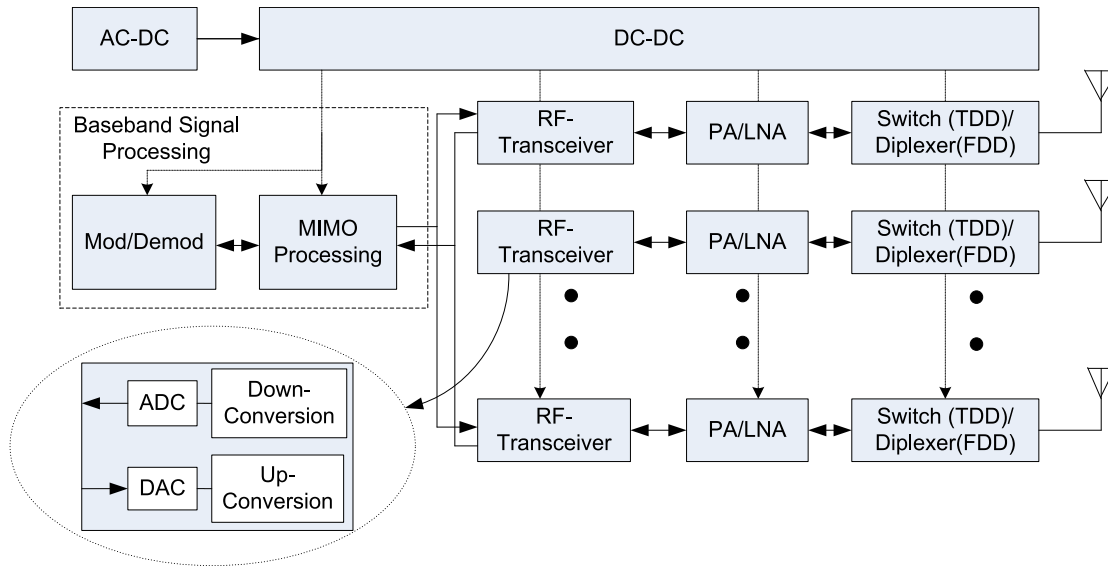 AC-DC
DC-DC
Baseband Signal
Processing
Mod/Demod
MIMO
Processing
RF-
Transceiver
PA/LNA
Switch (TDD)/
Diplexer(FDD)
RF-
Transceiver
PA/LNA
Switch (TDD)/
Diplexer(FDD)
RF-
Transceiver
PA/LNA
Switch (TDD)/
Diplexer(FDD)
ADC
Down-
Conversion
DAC
Up-
Conversion